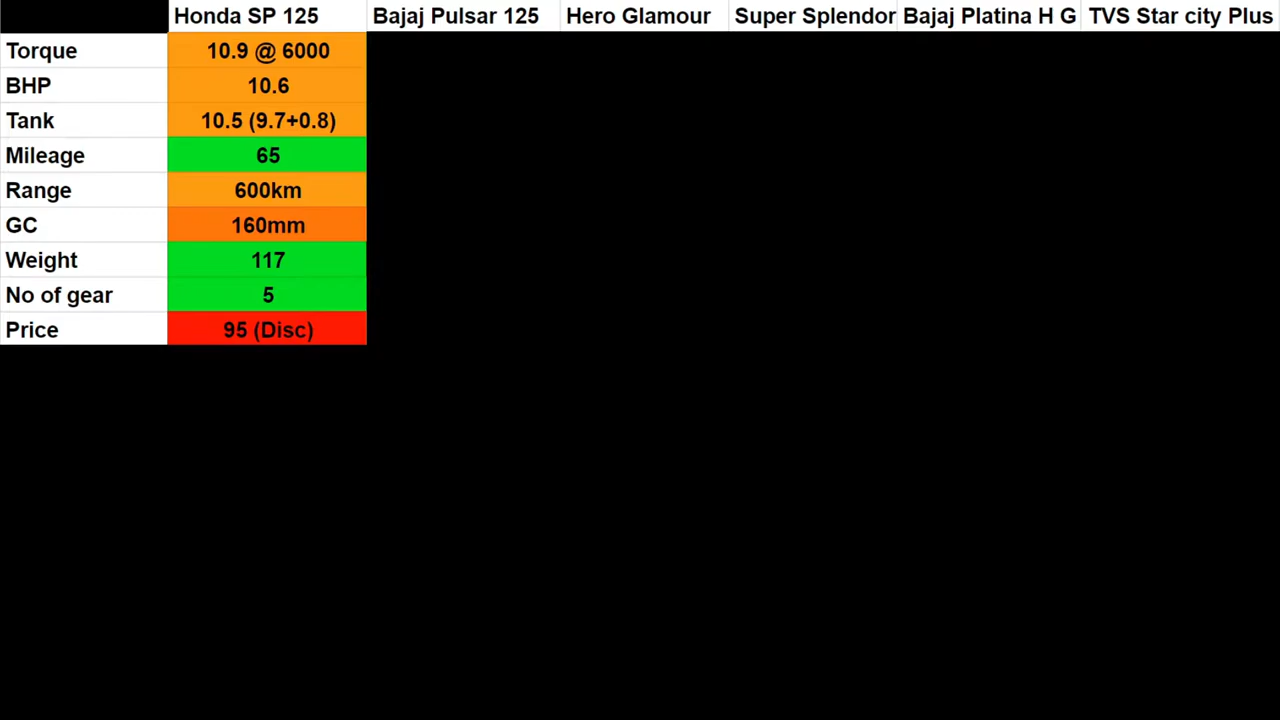 Honda SP 125 Bajaj Pulsar 125 Hero Glamour Super Splendor Bajaj Platina H G TVS Star city Plus
Torque 10.9 @ 6000
BHP 10.6
Tank 10.5 (9.7+0.8)
Mileage 65
Range 600km
GC 160mm
Weight 117
No of gear 5
Price 95 (Disc)